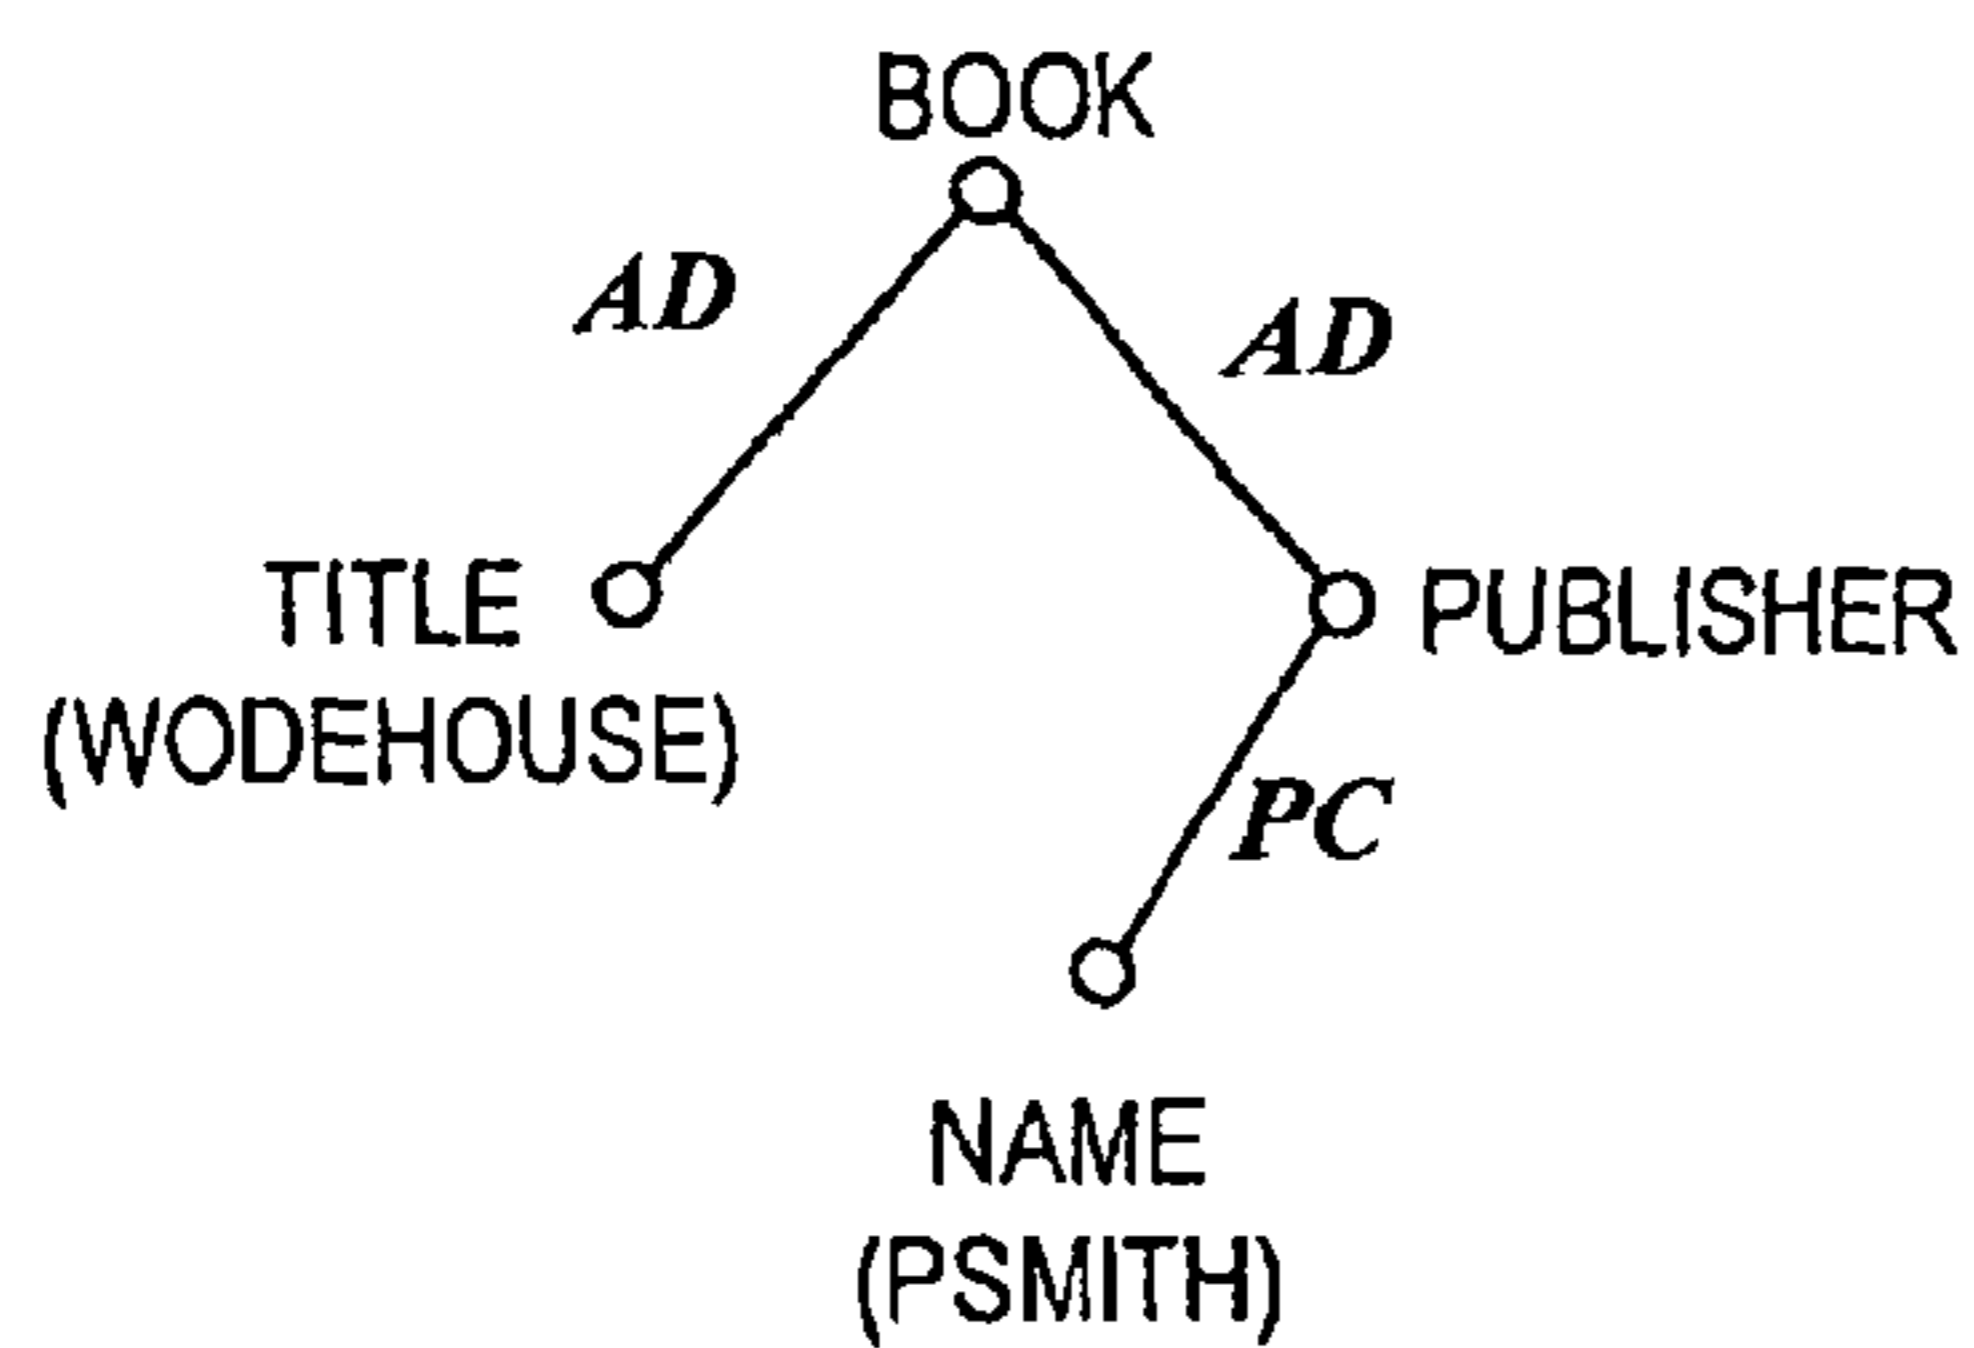 BOOK
AD
AD
TITLE
PUBLISHER
(WODEHOUSE)
PC
NAME
(PSMITH)